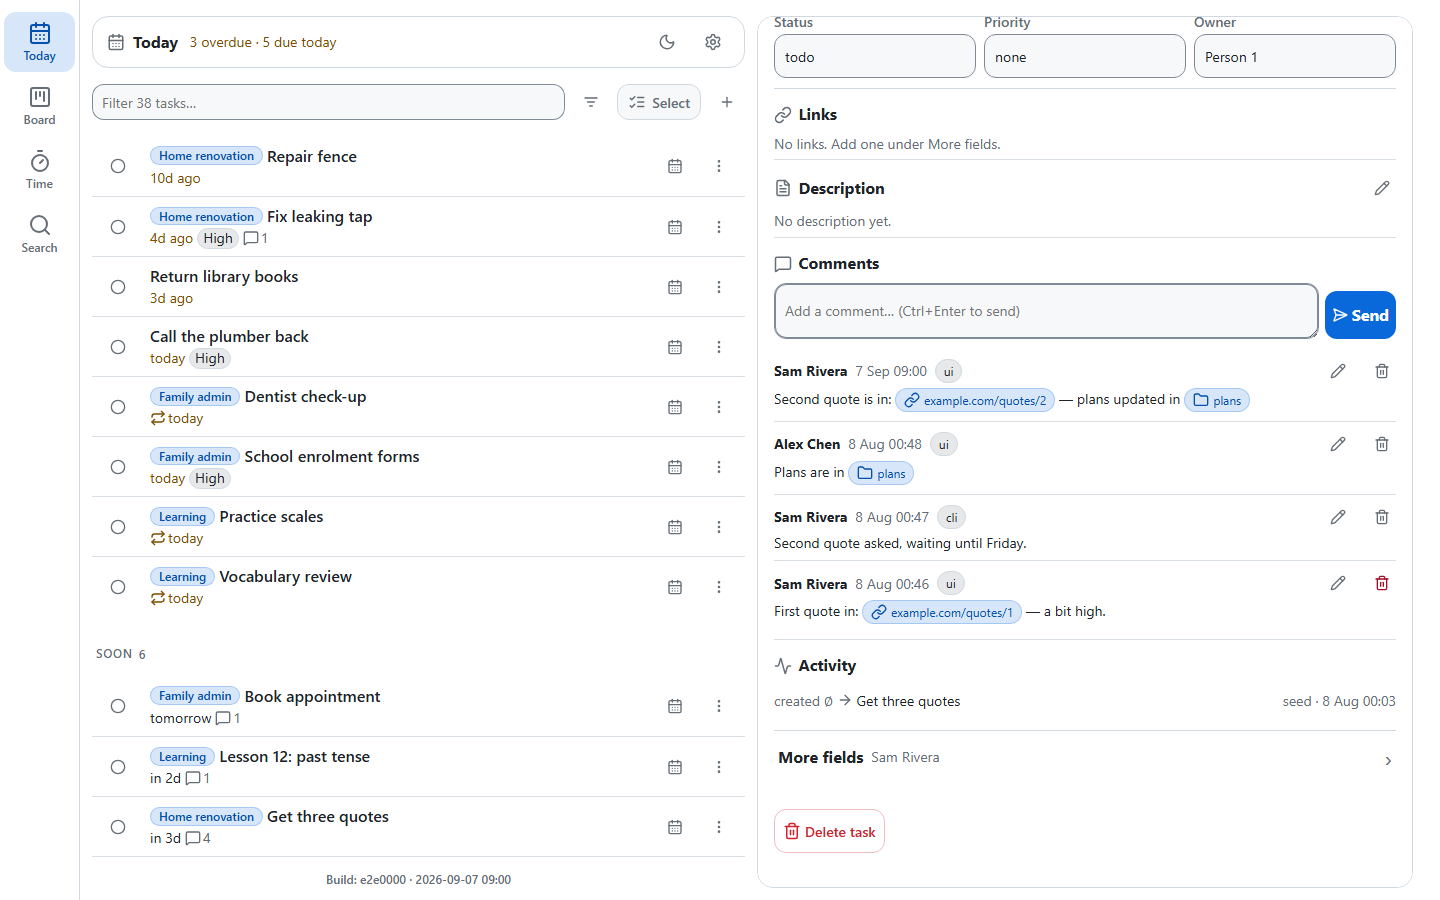 Today
Board
Time
Search
Today 3 overdue · 5 due today
Filter 38 tasks...
Select
Home renovation Repair fence
10d ago
Home renovation Fix leaking tap
4d ago High 1
Return library books
3d ago
Call the plumber back
today High
Family admin Dentist check-up
today
Family admin School enrolment forms
today High
Learning Practice scales
today
Learning Vocabulary review
today
SOON 6
Family admin Book appointment
tomorrow 1
Learning Lesson 12: past tense
in 2d 1
Home renovation Get three quotes
in 3d 4
Build: e2e0000 · 2026-09-07 09:00
Status Priority Owner
todo none Person 1
Links
No links. Add one under More fields.
Description
No description yet.
Comments
Add a comment... (Ctrl+Enter to send)
Send
Sam Rivera 7 Sep 09:00 ui
Second quote is in: example.com/quotes/2 — plans updated in plans
Alex Chen 8 Aug 00:48 ui
Plans are in plans
Sam Rivera 8 Aug 00:47 cli
Second quote asked, waiting until Friday.
Sam Rivera 8 Aug 00:46 ui
First quote in: example.com/quotes/1 — a bit high.
Activity
created ∅ → Get three quotes seed · 8 Aug 00:03
More fields Sam Rivera
Delete task